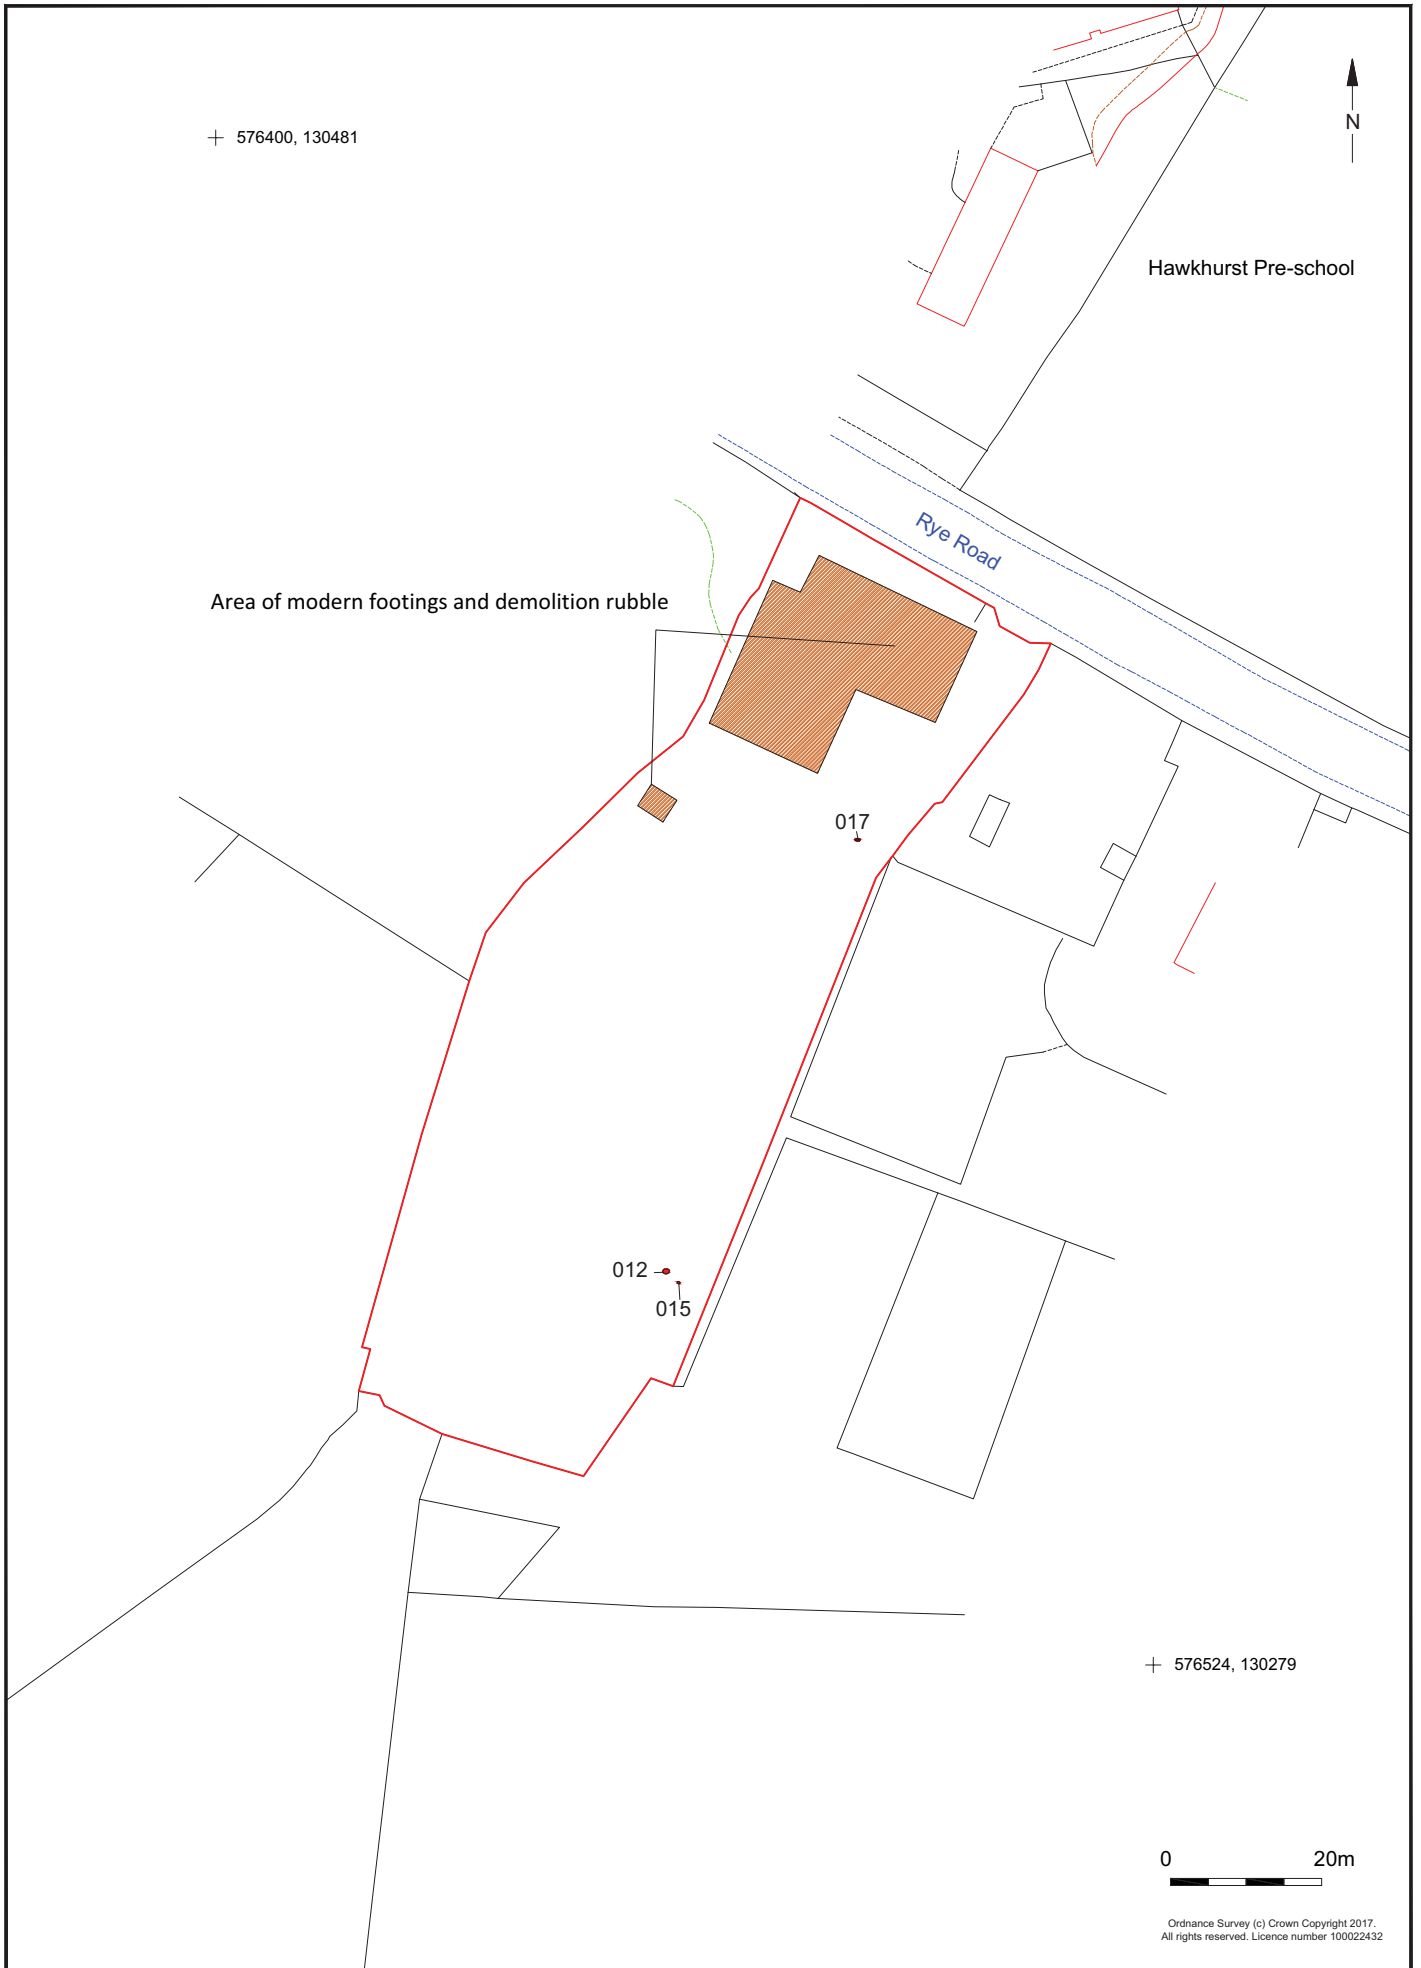 576400, 130481
N
Hawkhurst Pre-school
Rye Road
Area of modern footings and demolition rubble
017
012
015
576524, 130279
0 20m
Ordnance Survey (c) Crown Copyright 2017.
All rights reserved. Licence number 100022432